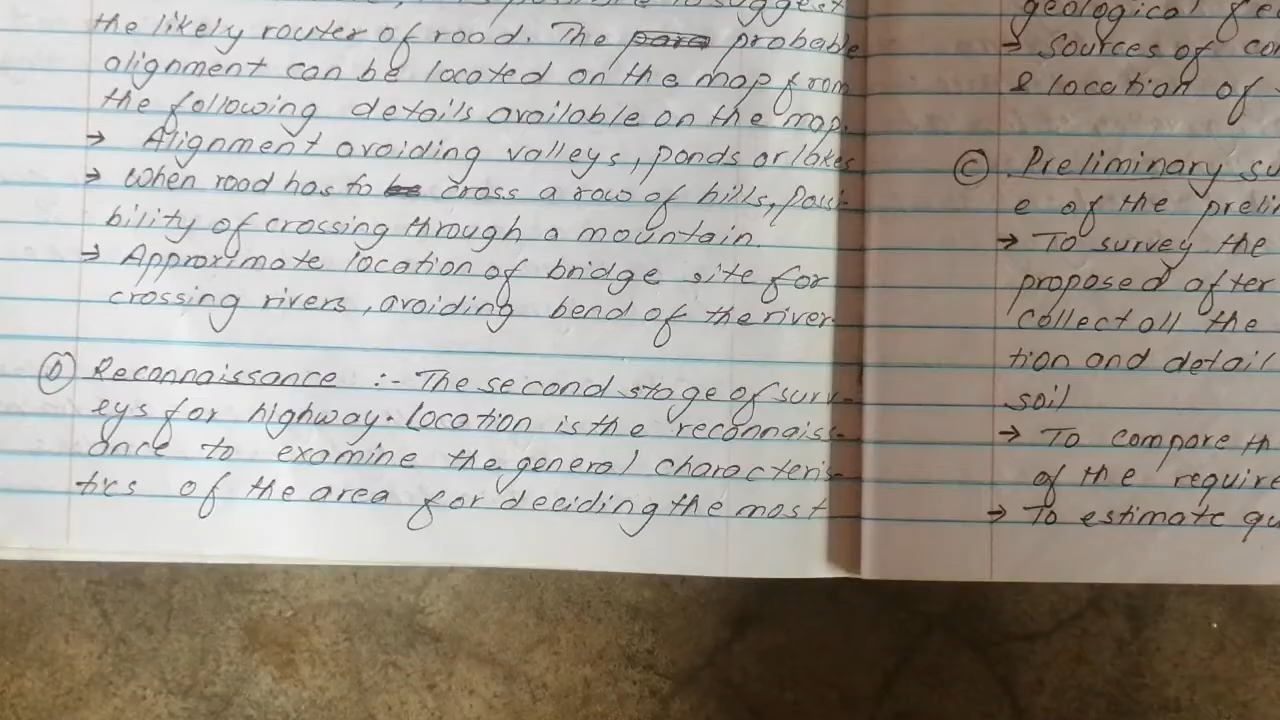 to suggest
the likely router of rood. The probable
alignment can be located on the map from
the following details available on the map.
→ Alignment avoiding valleys, ponds or lakes
→ When road has to cross a row of hills, possi-
bility of crossing through a mountain.
→ Approximate location of bridge site for
crossing rivers, avoiding bend of the river.
Ⓑ Reconnaissance :- The second stage of surv-
eys for highway. location is the reconnaiss-
ance to examine the general characteris-
tics of the area for deciding the most
geological
→ Sources of
& location of
Ⓒ Preliminary
e of the
→ To survey the
proposed after
collect all the
tion and detail
soil
→ To compare
of the
→ To estimate